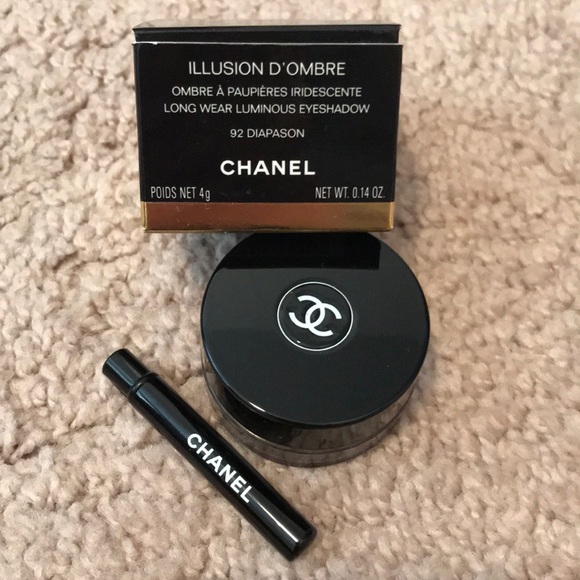 ILLUSION D'OMBRE
OMBRE À PAUPIÈRES IRIDESCENTE
LONG WEAR LUMINOUS EYESHADOW
92 DIAPASON
CHANEL
POIDS NET 4g NET WT. 0.14 OZ.
CHANEL